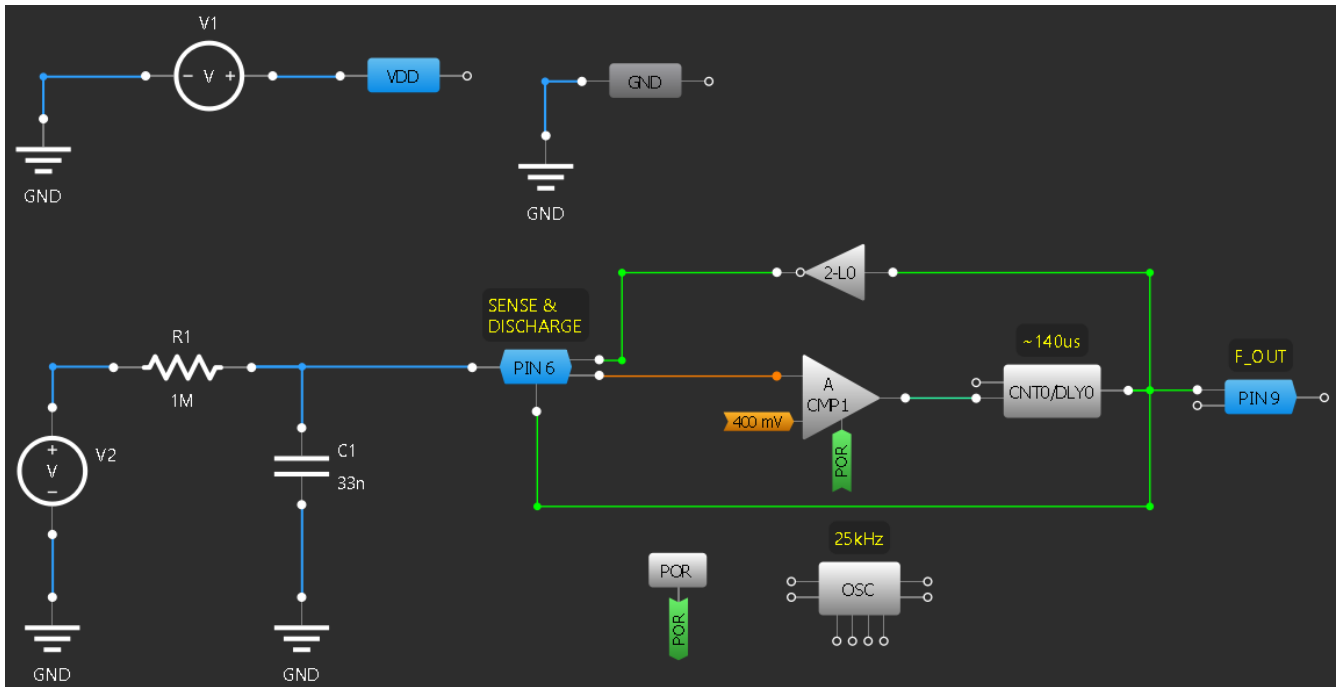 V1
− V +
VDD
GND
GND
GND
2-L0
SENSE &
DISCHARGE
PIN 6
R1
1M
~140us
F_OUT
A
CMP1
CNT0/DLY0
PIN 9
400 mV
POR
+
V
−
V2
C1
33n
25kHz
POR
OSC
POR
GND
GND